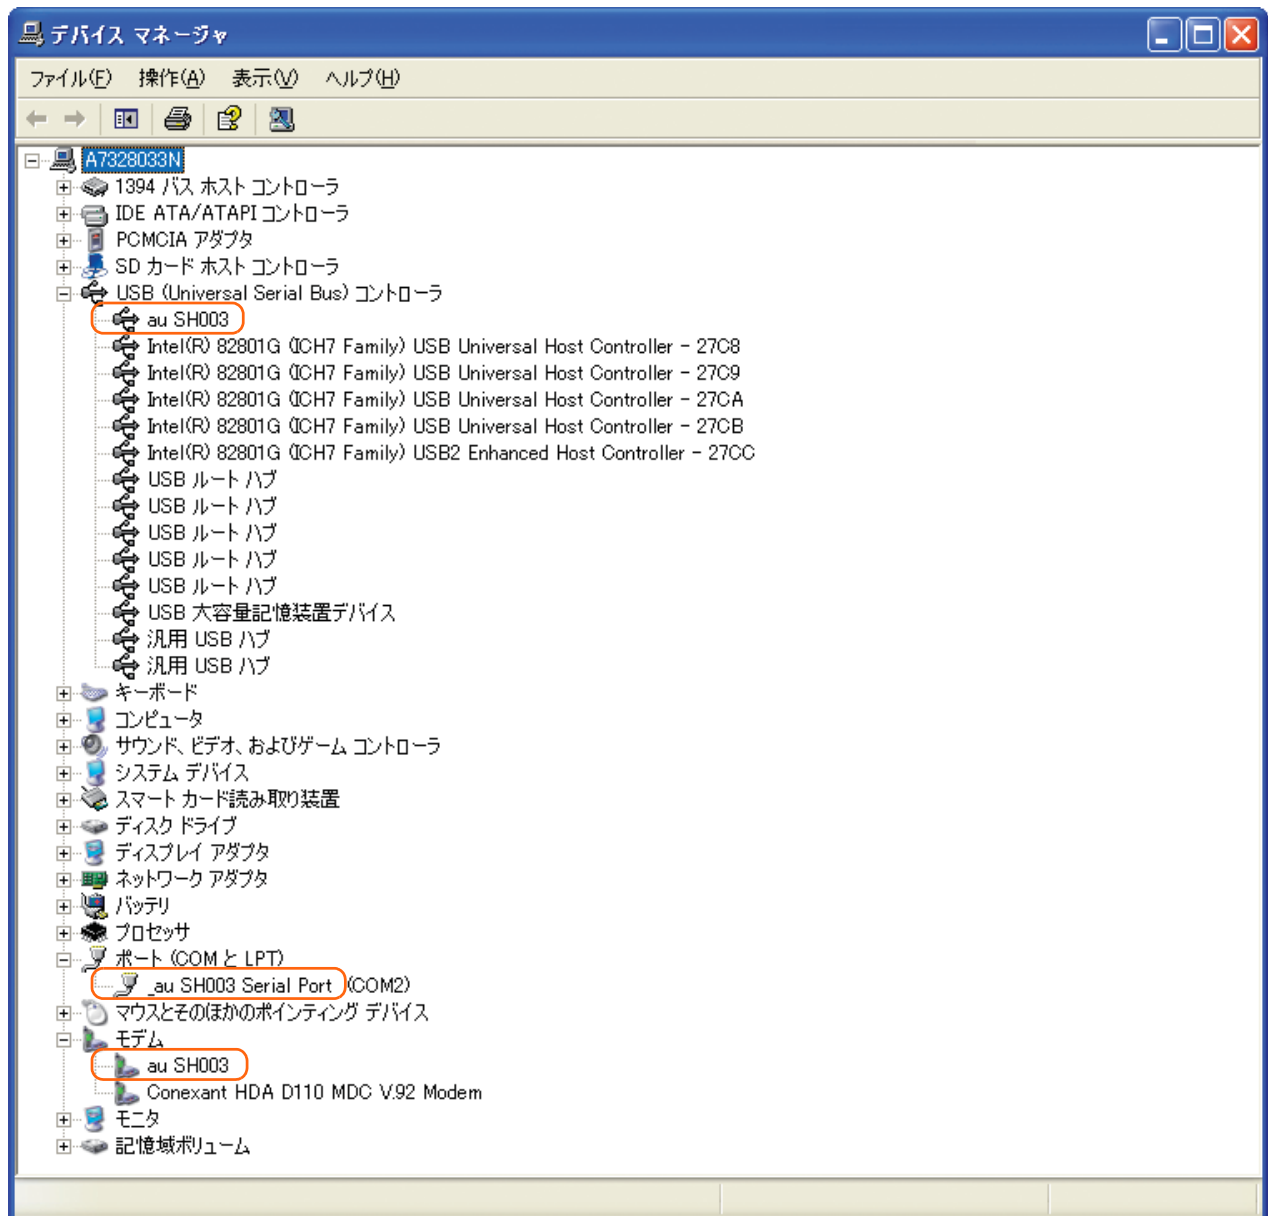 デバイス マネージャ
ファイル(F) 操作(A) 表示(V) ヘルプ(H)
A7328033N
1394 バス ホスト コントローラ
IDE ATA/ATAPI コントローラ
PCMCIA アダプタ
SD カード ホスト コントローラ
USB (Universal Serial Bus) コントローラ
au SH003
Intel(R) 82801G (ICH7 Family) USB Universal Host Controller - 27C8
Intel(R) 82801G (ICH7 Family) USB Universal Host Controller - 27C9
Intel(R) 82801G (ICH7 Family) USB Universal Host Controller - 27CA
Intel(R) 82801G (ICH7 Family) USB Universal Host Controller - 27CB
Intel(R) 82801G (ICH7 Family) USB2 Enhanced Host Controller - 27CC
USB ルート ハブ
USB ルート ハブ
USB ルート ハブ
USB ルート ハブ
USB ルート ハブ
USB 大容量記憶装置デバイス
汎用 USB ハブ
汎用 USB ハブ
キーボード
コンピュータ
サウンド、ビデオ、およびゲーム コントローラ
システム デバイス
スマート カード読み取り装置
ディスク ドライブ
ディスプレイ アダプタ
ネットワーク アダプタ
バッテリ
プロセッサ
ポート (COM と LPT)
_au SH003 Serial Port (COM2)
マウスとそのほかのポインティング デバイス
モデム
au SH003
Conexant HDA D110 MDC V.92 Modem
モニタ
記憶域ボリューム